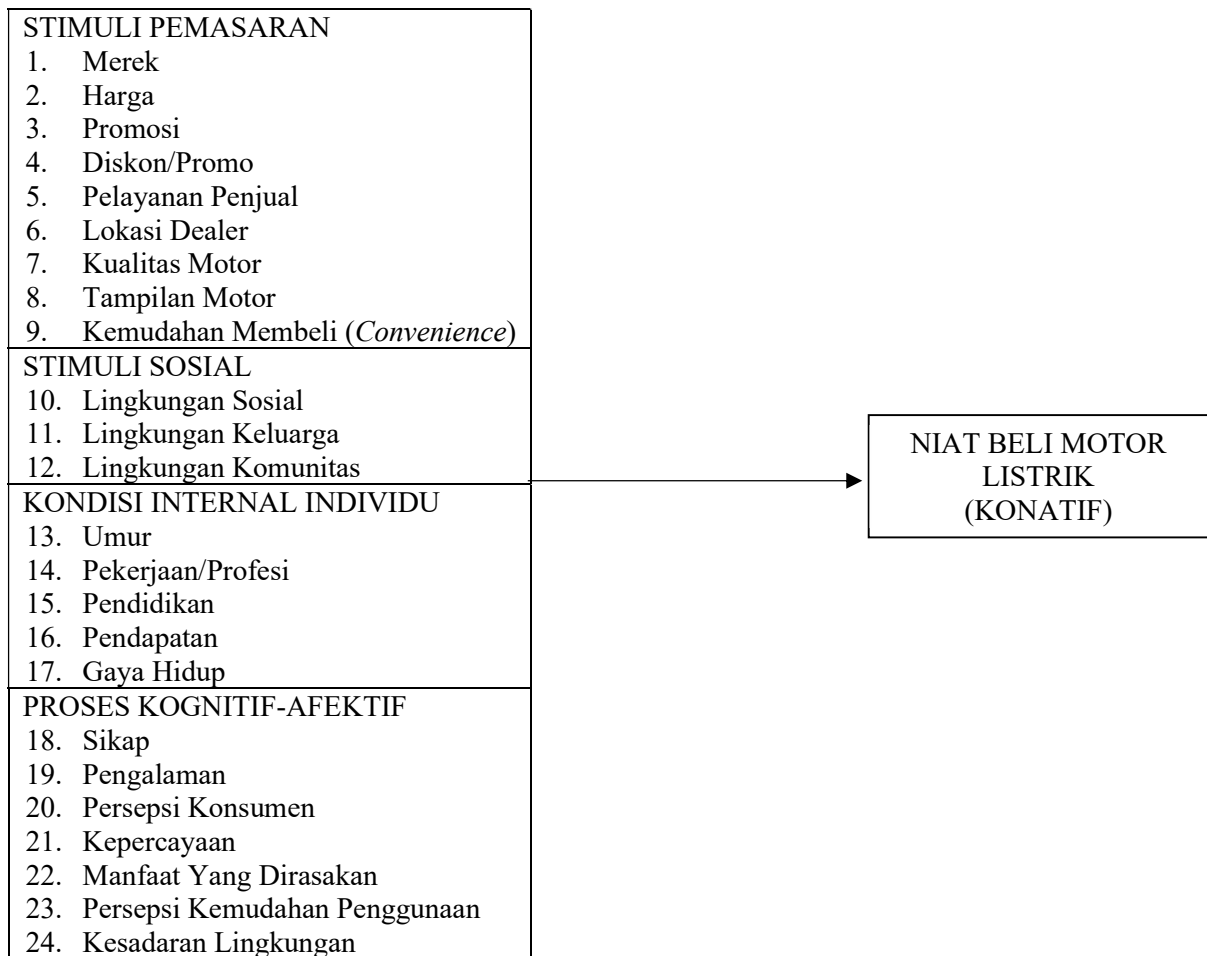 STIMULI PEMASARAN
1. Merek
2. Harga
3. Promosi
4. Diskon/Promo
5. Pelayanan Penjual
6. Lokasi Dealer
7. Kualitas Motor
8. Tampilan Motor
9. Kemudahan Membeli (Convenience)
STIMULI SOSIAL
10. Lingkungan Sosial
11. Lingkungan Keluarga
12. Lingkungan Komunitas
KONDISI INTERNAL INDIVIDU
13. Umur
14. Pekerjaan/Profesi
15. Pendidikan
16. Pendapatan
17. Gaya Hidup
PROSES KOGNITIF-AFEKTIF
18. Sikap
19. Pengalaman
20. Persepsi Konsumen
21. Kepercayaan
22. Manfaat Yang Dirasakan
23. Persepsi Kemudahan Penggunaan
24. Kesadaran Lingkungan
NIAT BELI MOTOR
LISTRIK
(KONATIF)